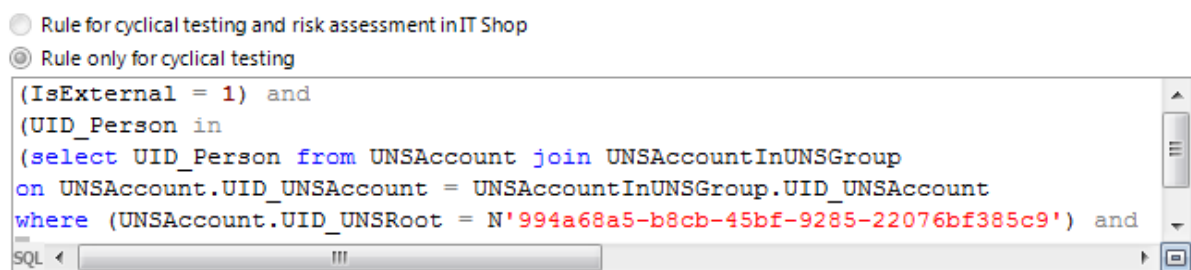 Rule for cyclical testing and risk assessment in IT Shop
Rule only for cyclical testing
(IsExternal = 1) and
(UID_Person in
(select UID_Person from UNSAccount join UNSAccountInUNSGroup
on UNSAccount.UID_UNSAccount = UNSAccountInUNSGroup.UID_UNSAccount
where (UNSAccount.UID_UNSRoot = N'994a68a5-b8cb-45bf-9285-22076bf385c9') and
SQL